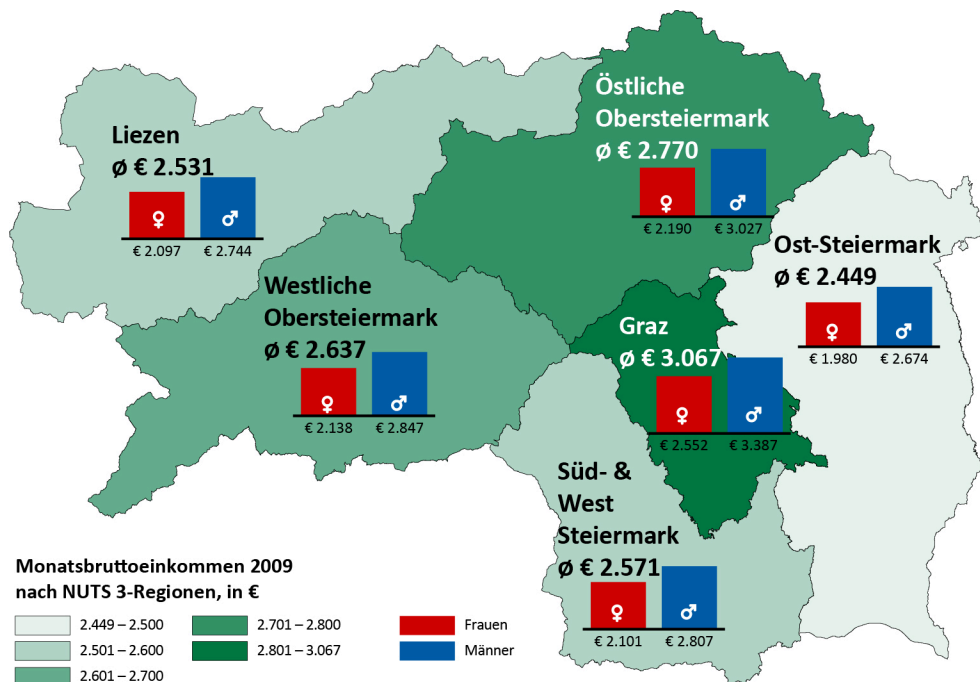 Östliche
Obersteiermark
ø € 2.770
♀ ♂
€ 2.190 € 3.027
Liezen
ø € 2.531
♀ ♂
€ 2.097 € 2.744
Ost-Steiermark
ø € 2.449
♀ ♂
€ 1.980 € 2.674
Westliche
Obersteiermark
ø € 2.637
♀ ♂
€ 2.138 € 2.847
Graz
ø € 3.067
♀ ♂
€ 2.552 € 3.387
Süd- &
West
Steiermark
ø € 2.571
♀ ♂
€ 2.101 € 2.807
Monatsbruttoeinkommen 2009
nach NUTS 3-Regionen, in €
2.449 – 2.500
2.501 – 2.600
2.601 – 2.700
2.701 – 2.800
2.801 – 3.067
Frauen
Männer